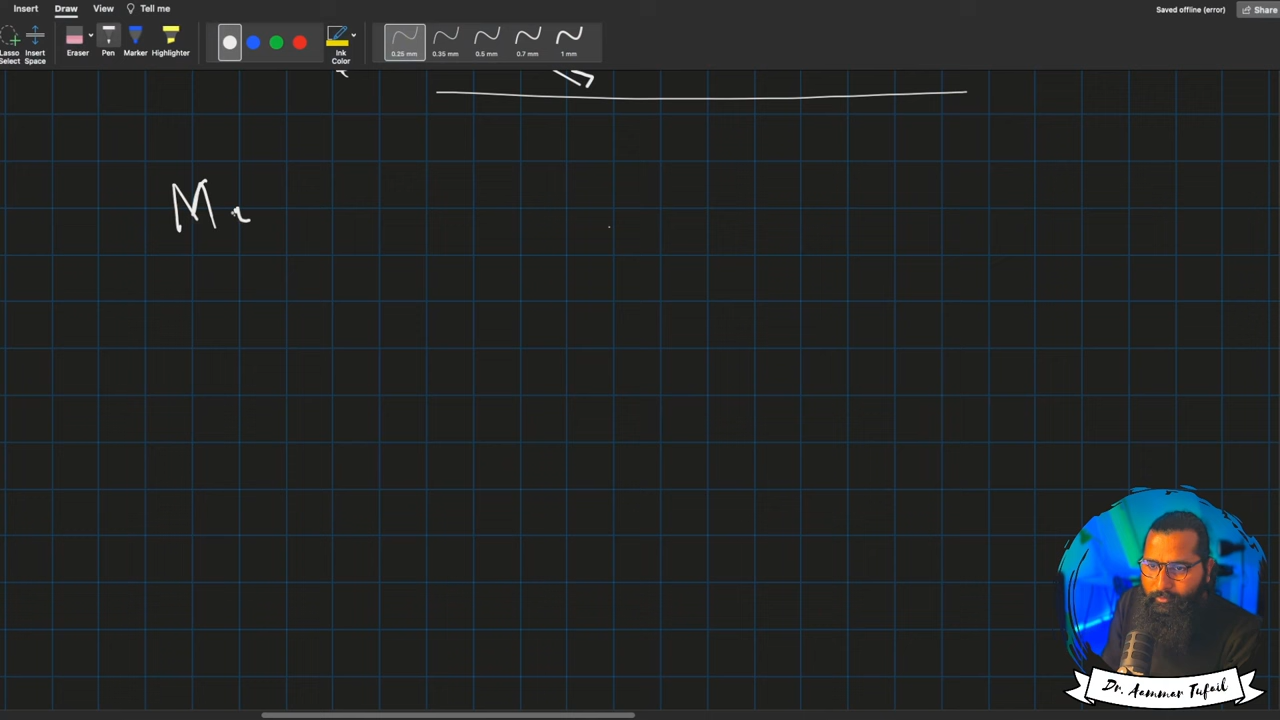 Insert Draw View Tell me Saved offline (error) Share
Lasso Select Insert Space Eraser Pen Marker Highlighter Ink Color 0.25 mm 0.35 mm 0.5 mm 0.7 mm 1 mm
M
Dr. Aammar Tufail